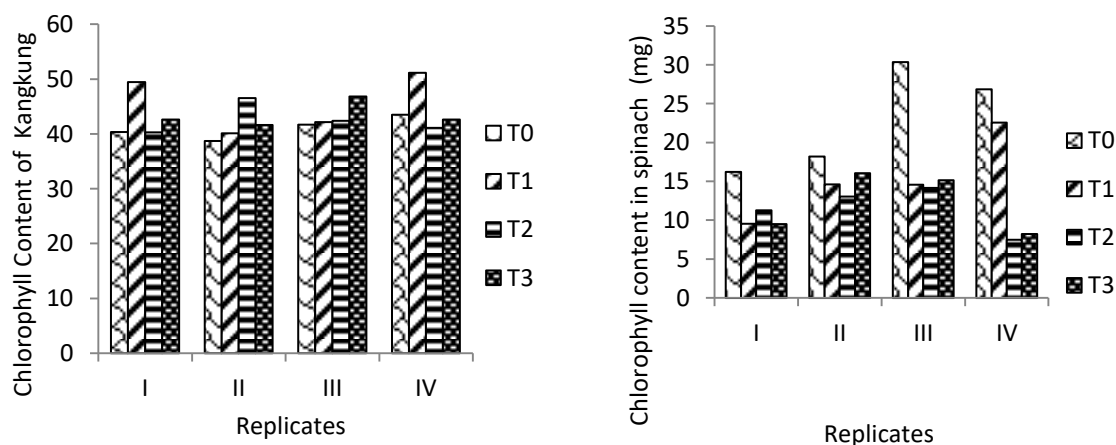 Chlorophyll Content of Kangkung
60
50
40
30
20
10
0
I II III IV
Replicates
T0
T1
T2
T3
Chlorophyll content in spinach (mg)
35
30
25
20
15
10
5
0
I II III IV
Replicates
T0
T1
T2
T3